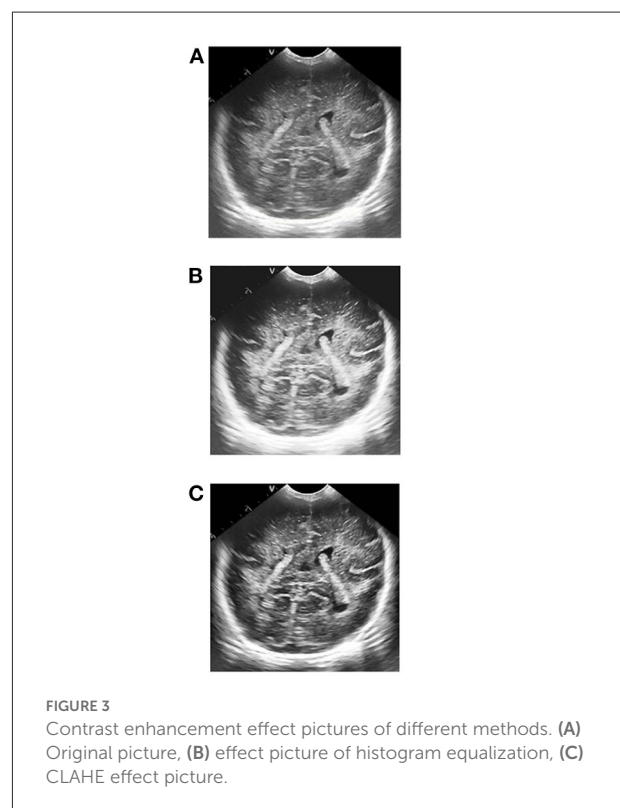 A
V
B
V
C
V
FIGURE 3
Contrast enhancement effect pictures of different methods. (A)
Original picture, (B) effect picture of histogram equalization, (C)
CLAHE effect picture.